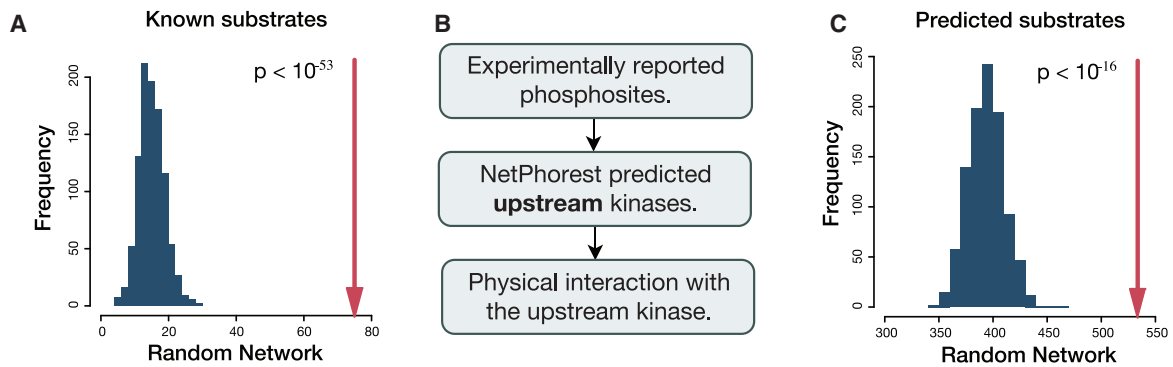 A
Known substrates
p < 10-53
Frequency
0
50
100
150
200
0
20
40
60
80
Random Network
B
Experimentally reported
phosphosites.
NetPhorest predicted
upstream kinases.
Physical interaction with
the upstream kinase.
C
Predicted substrates
p < 10-16
Frequency
0
50
100
150
200
250
300
350
400
450
500
550
Random Network